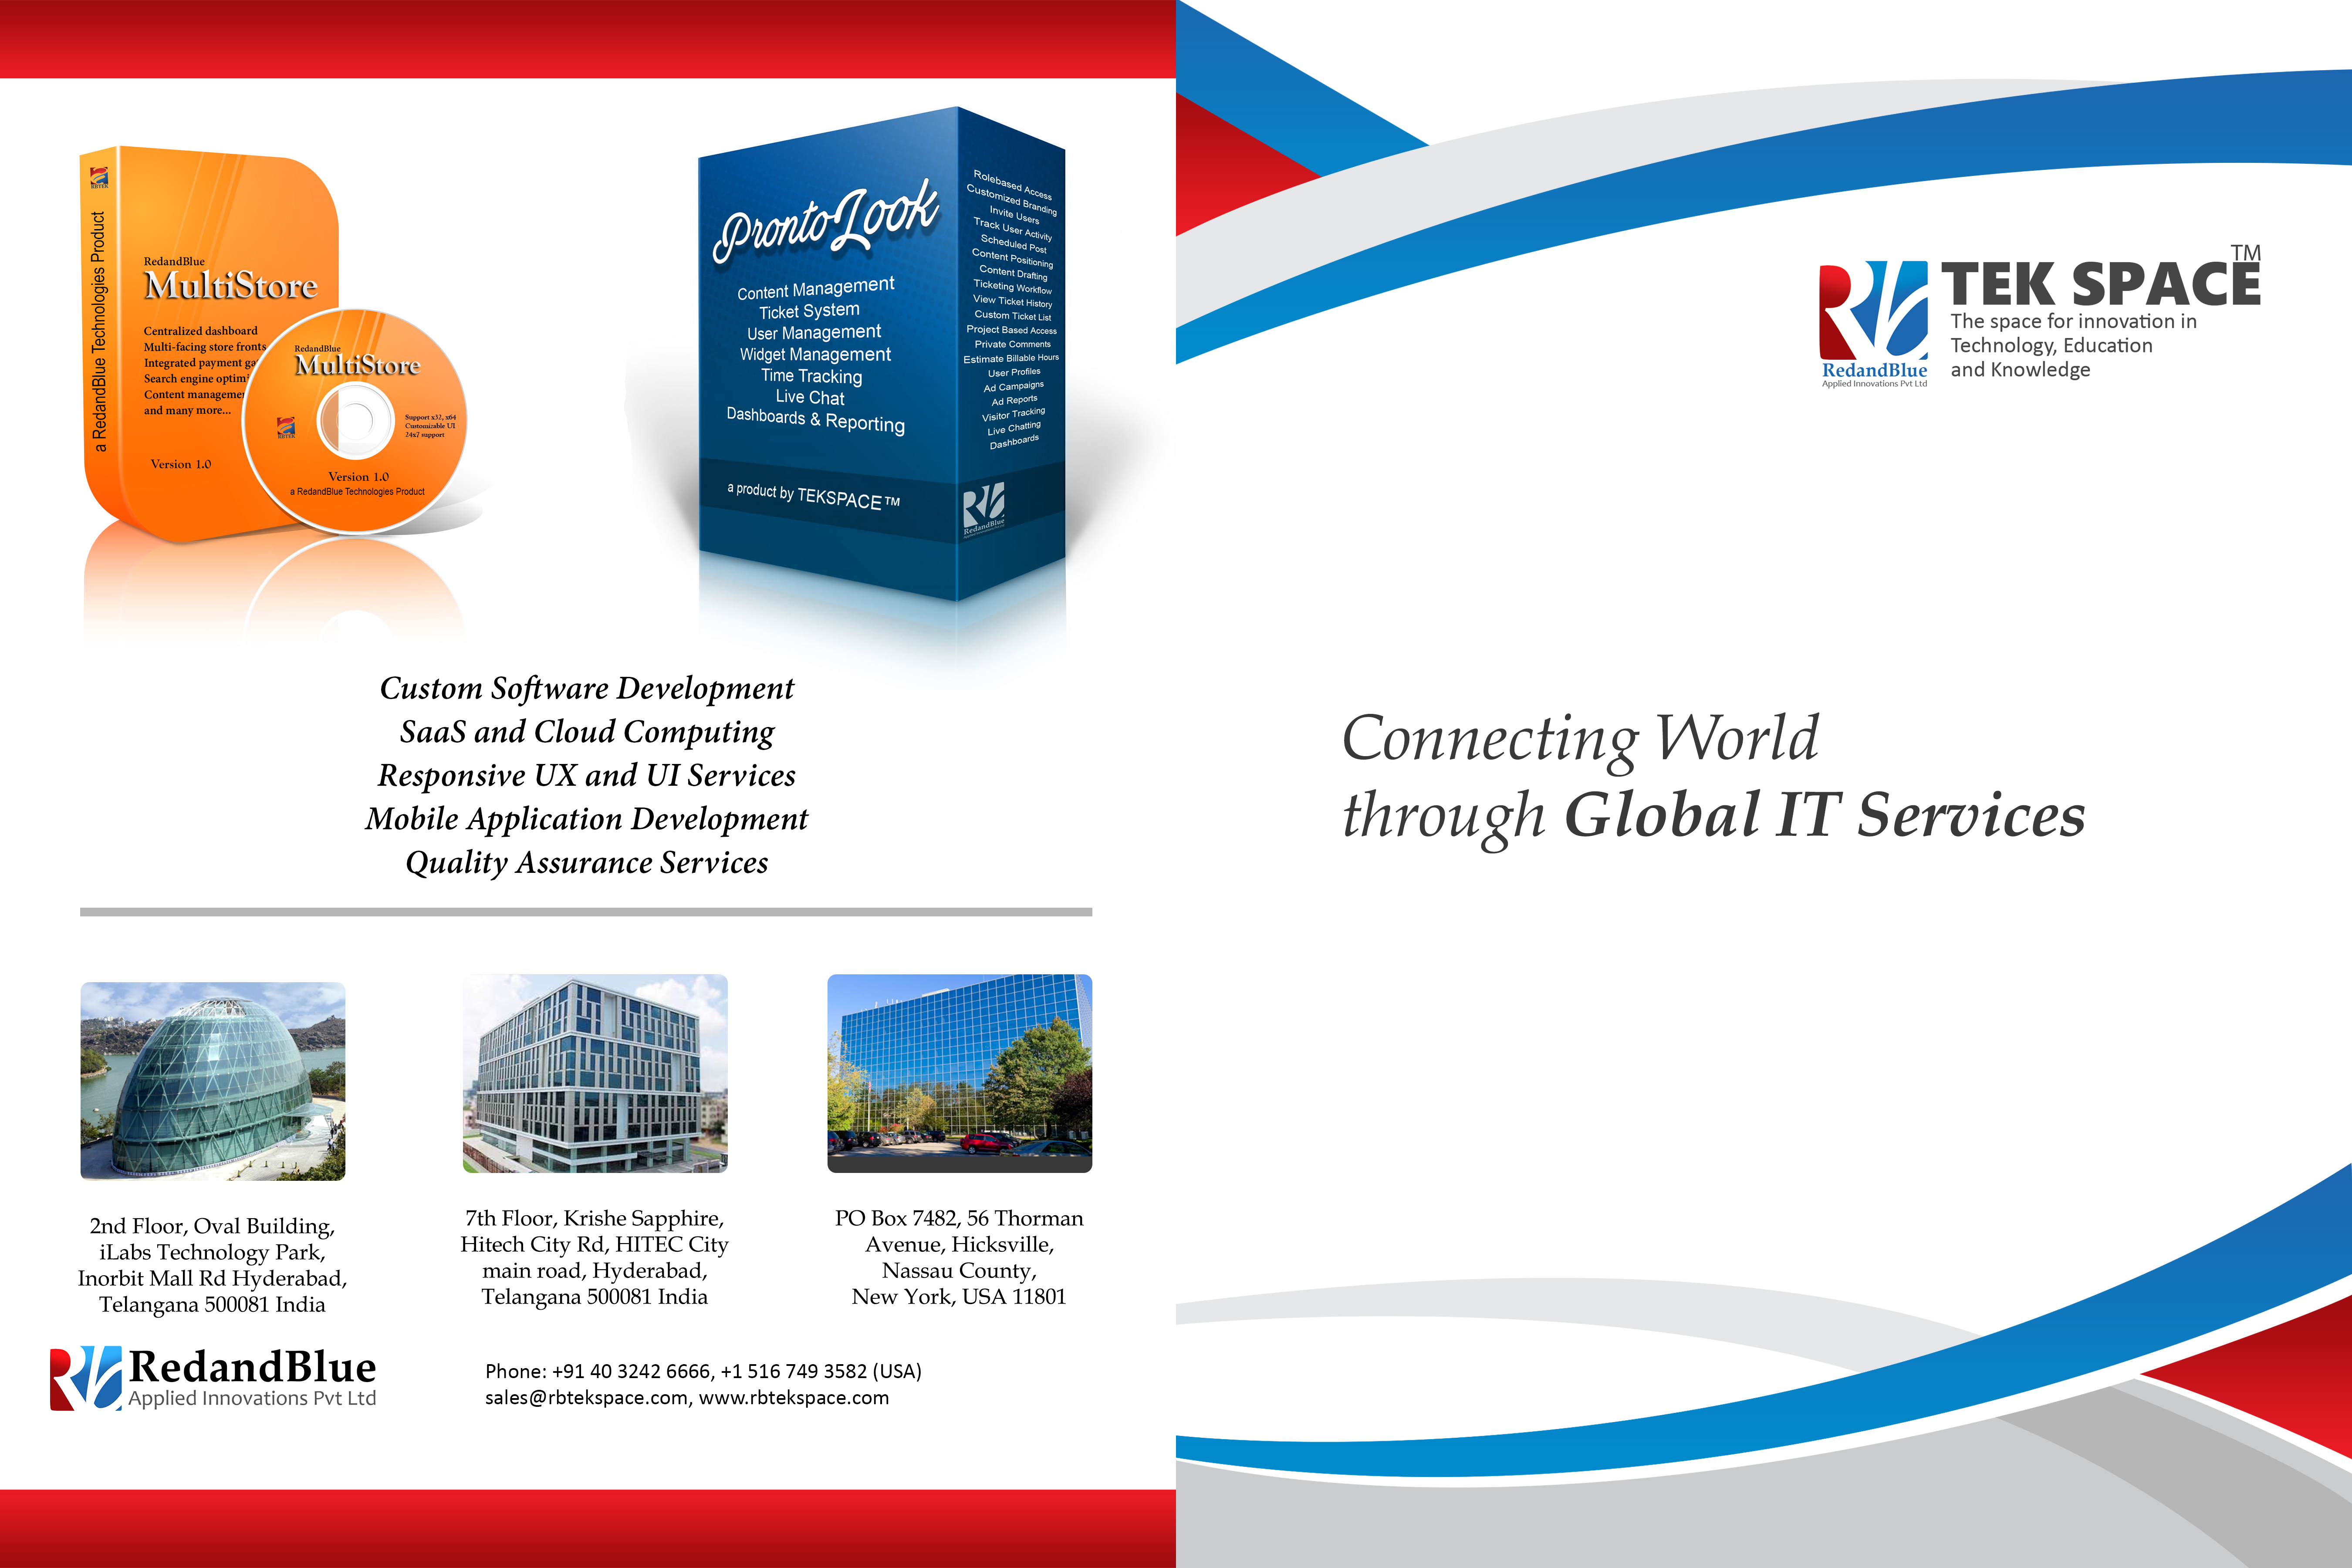 RBTEK
a RedandBlue Technologies Product
RedandBlue
MultiStore
Centralized dashboard
Multi-facing store fronts
Integrated payment
Search engine
Content
and many more...
Version 1.0
RedandBlue
MultiStore
RBTEK
Support x32, x64
Customizable UI
24x7 support
Version 1.0
a RedandBlue Technologies Product
ProntoLook
Content Management
Ticket System
User Management
Widget Management
Time Tracking
Live Chat
Dashboards & Reporting
a product by TEKSPACE™
Rolebased Access
Customized Branding
Invite Users
Track User Activity
Scheduled Post
Content Positioning
Content Drafting
Ticketing Workflow
View Ticket History
Custom Ticket List
Project Based Access
Private Comments
Estimate Billable Hours
User Profiles
Ad Campaigns
Ad Reports
Visitor Tracking
Live Chatting
Dashboards
RedandBlue
Custom Software Development
SaaS and Cloud Computing
Responsive UX and UI Services
Mobile Application Development
Quality Assurance Services
2nd Floor, Oval Building,
iLabs Technology Park,
Inorbit Mall Rd Hyderabad,
Telangana 500081 India
7th Floor, Krishe Sapphire,
Hitech City Rd, HITEC City
main road, Hyderabad,
Telangana 500081 India
PO Box 7482, 56 Thorman
Avenue, Hicksville,
Nassau County,
New York, USA 11801
RedandBlue
Applied Innovations Pvt Ltd
Phone: +91 40 3242 6666, +1 516 749 3582 (USA)
sales@rbtekspace.com, www.rbtekspace.com
RedandBlue
Applied Innovations Pvt Ltd
TEK SPACE™
The space for innovation in
Technology, Education
and Knowledge
Connecting World
through Global IT Services